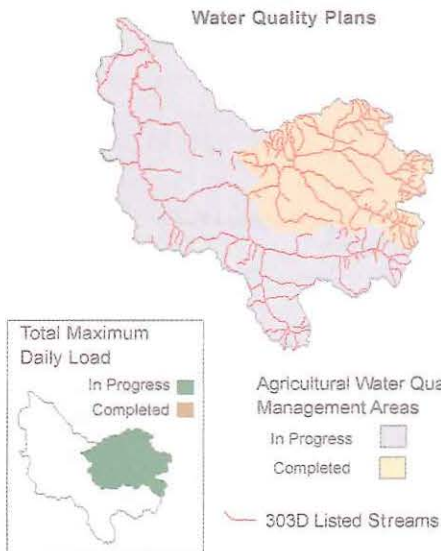 Water Quality Plans
Total Maximum
Daily Load
In Progress
Completed
Agricultural Water Qua
Management Areas
In Progress
Completed
303D Listed Streams